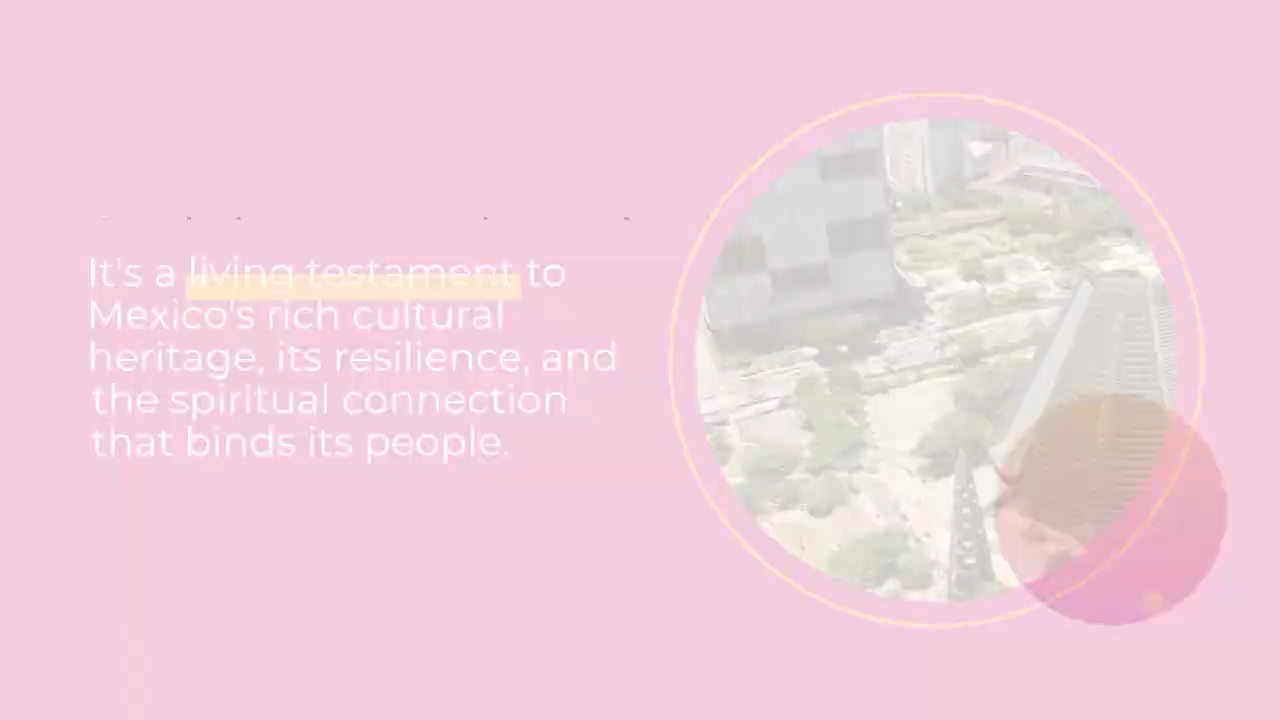 It's a living testament to
Mexico's rich cultural
heritage, its resilience, and
the spiritual connection
that binds its people.